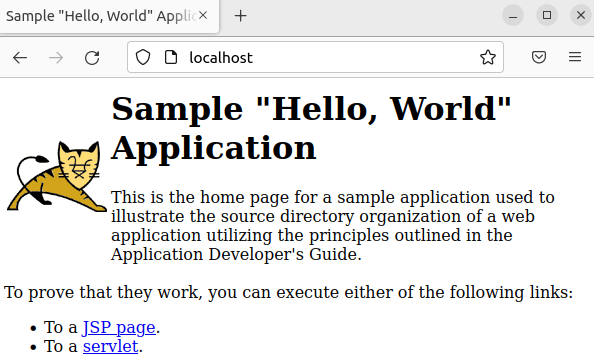 Sample "Hello, World" Applic
localhost
Sample "Hello, World"
Application
This is the home page for a sample application used to
illustrate the source directory organization of a web
application utilizing the principles outlined in the
Application Developer's Guide.
To prove that they work, you can execute either of the following links:
• To a JSP page.
• To a servlet.